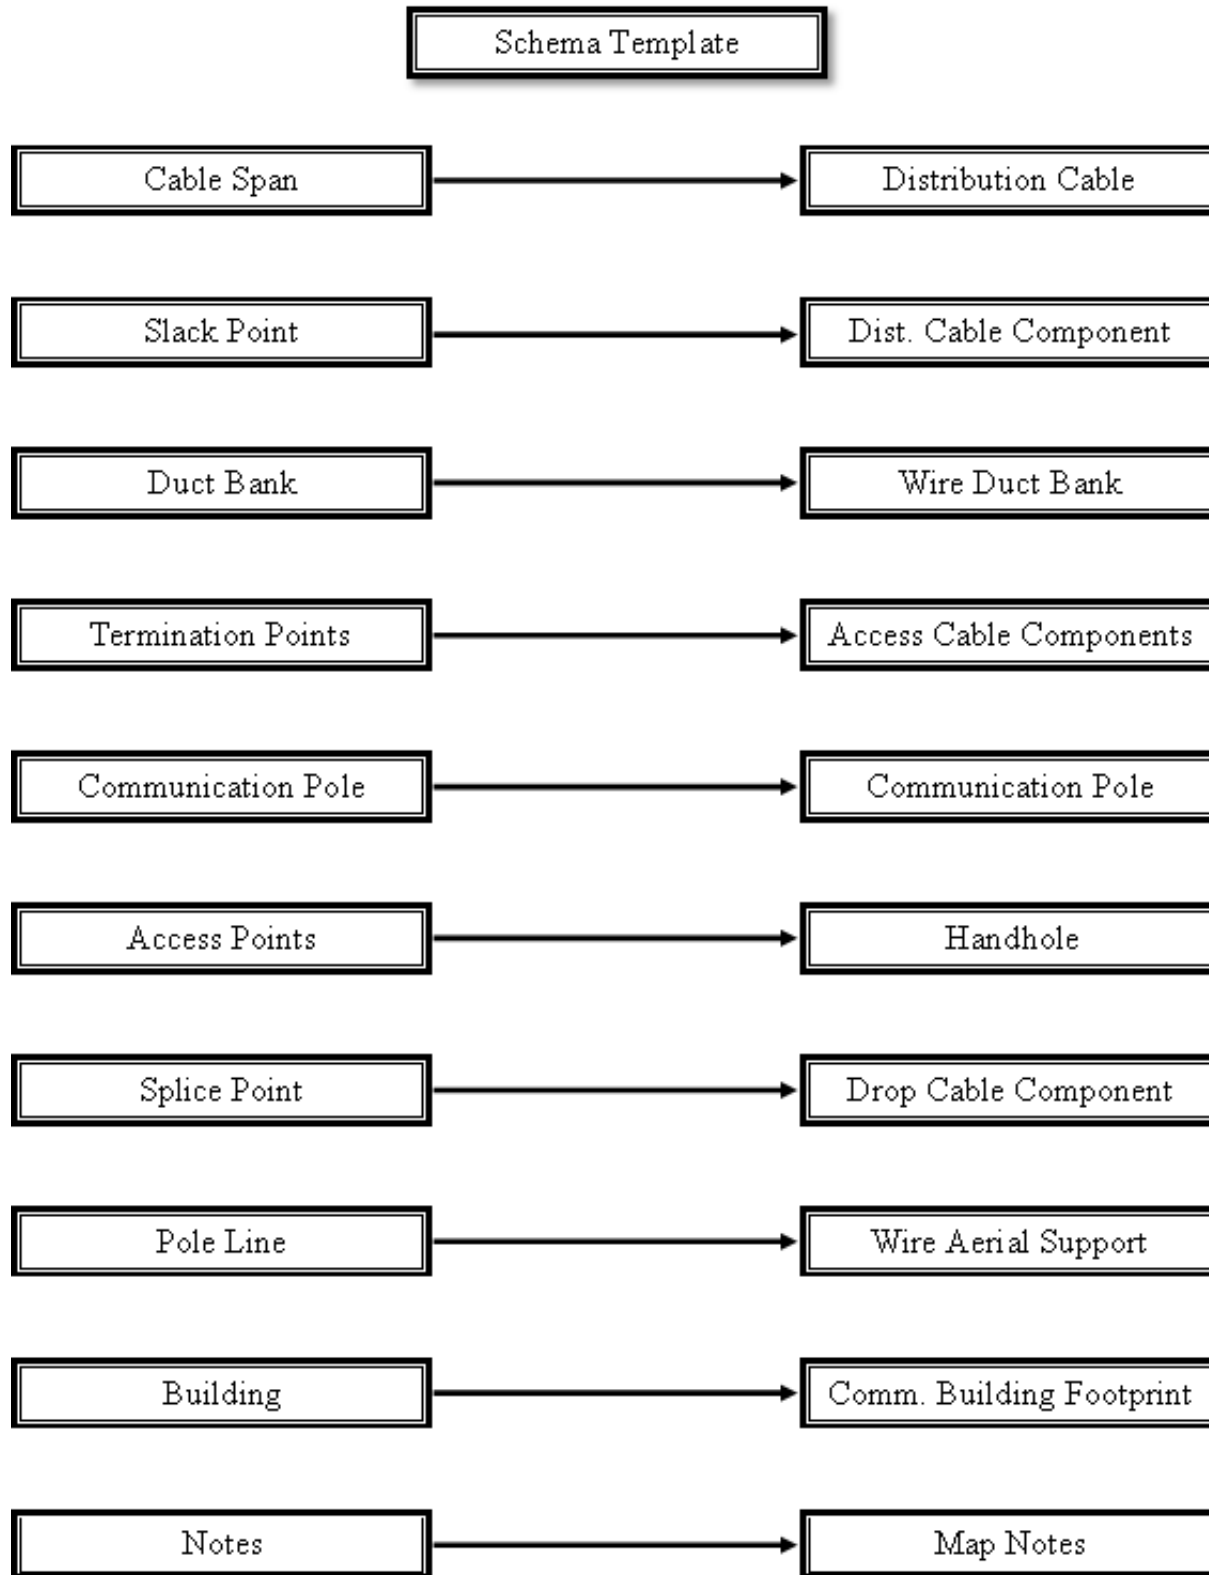 Schema Template
Cable Span
Distribution Cable
Slack Point
Dist. Cable Component
Duct Bank
Wire Duct Bank
Termination Points
Access Cable Components
Communication Pole
Communication Pole
Access Points
Handhole
Splice Point
Drop Cable Component
Pole Line
Wire Aerial Support
Building
Comm. Building Footprint
Notes
Map Notes